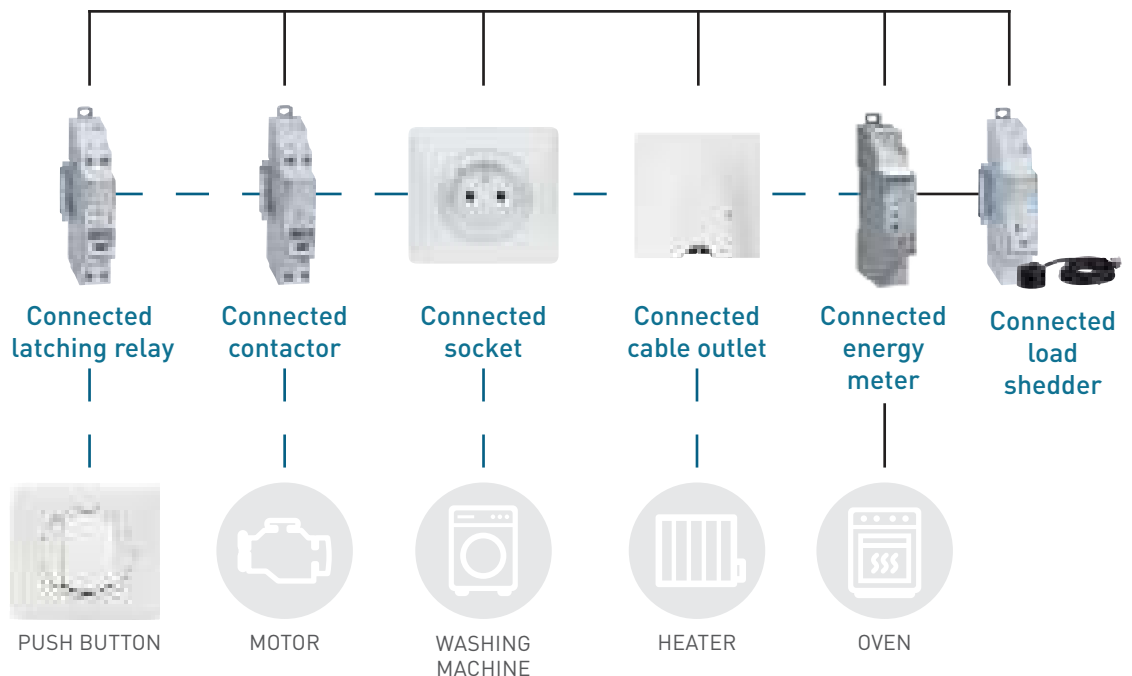 Connected
latching relay
Connected
contactor
Connected
socket
Connected
cable outlet
Connected
energy
meter
Connected
load
shedder
PUSH BUTTON
MOTOR
WASHING
MACHINE
HEATER
OVEN